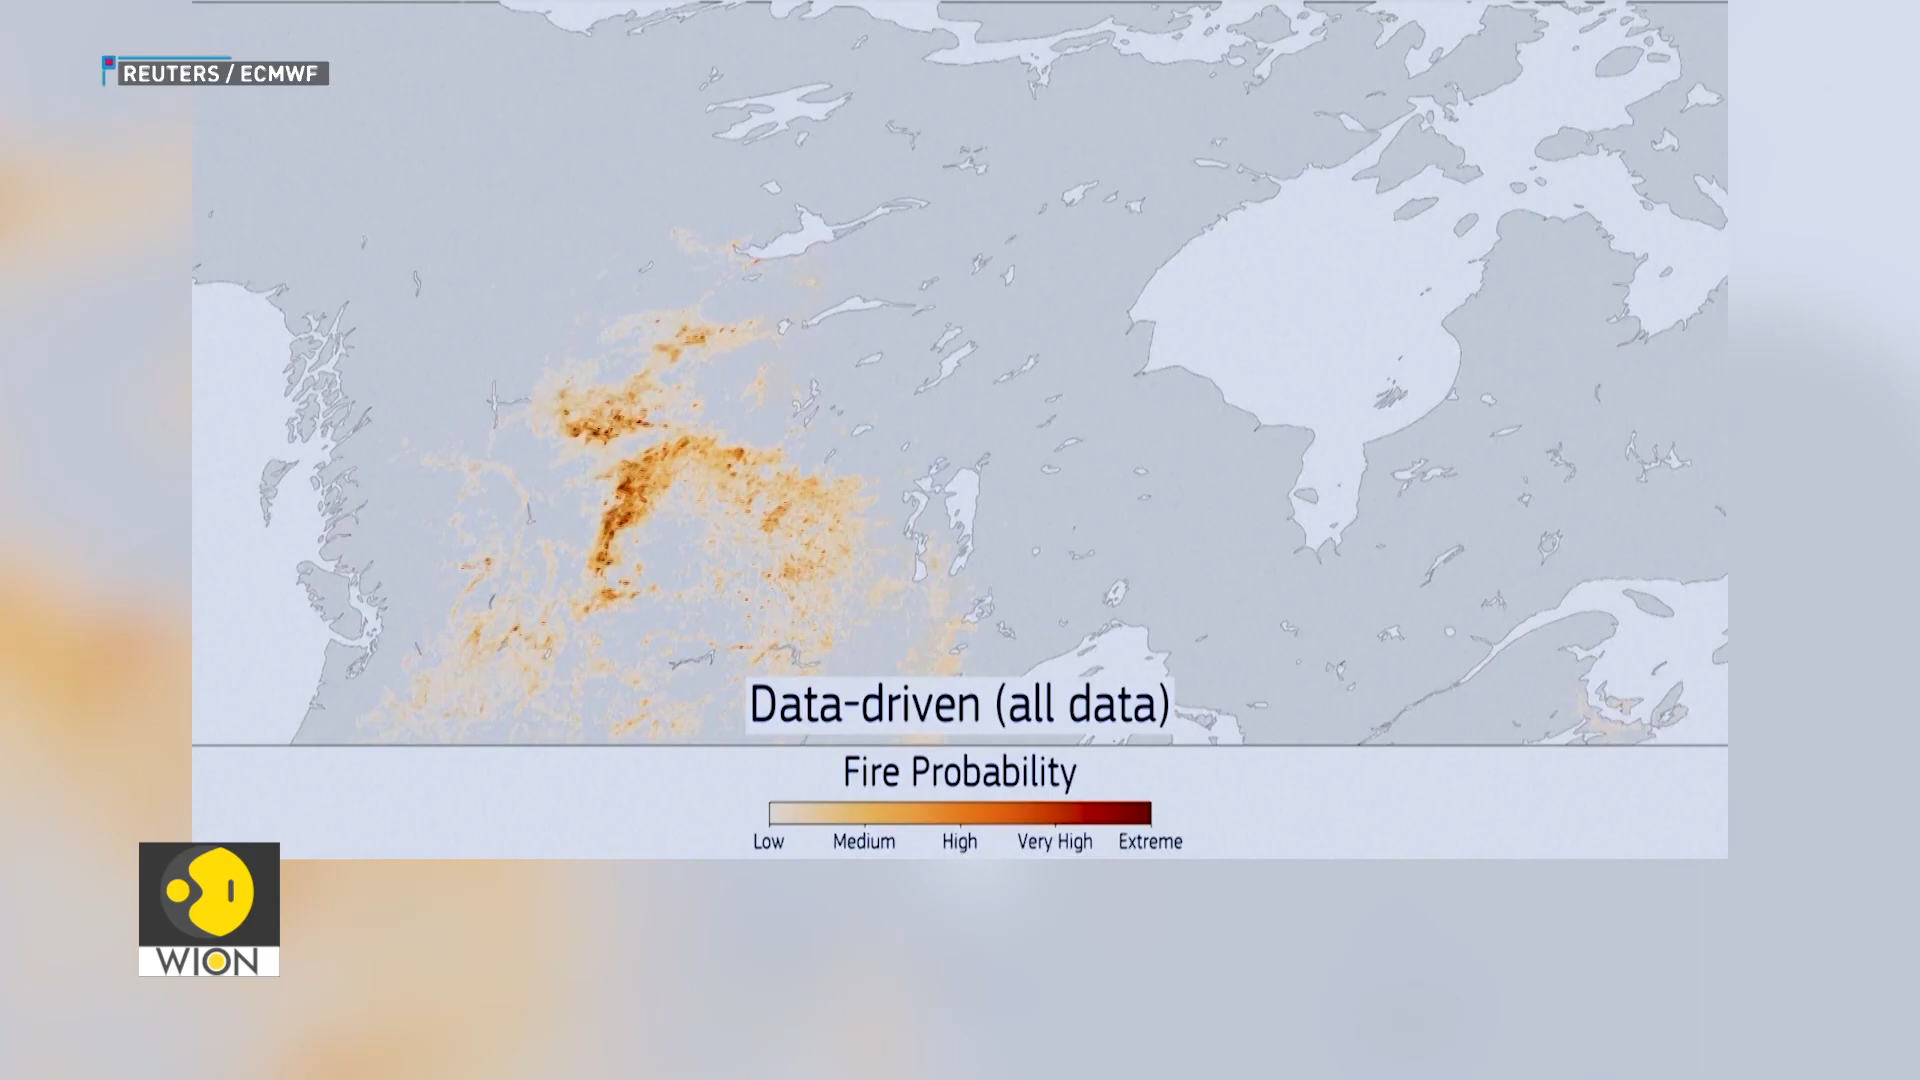 REUTERS / ECMWF
Data-driven (all data)
Fire Probability
Low Medium High Very High Extreme
WION